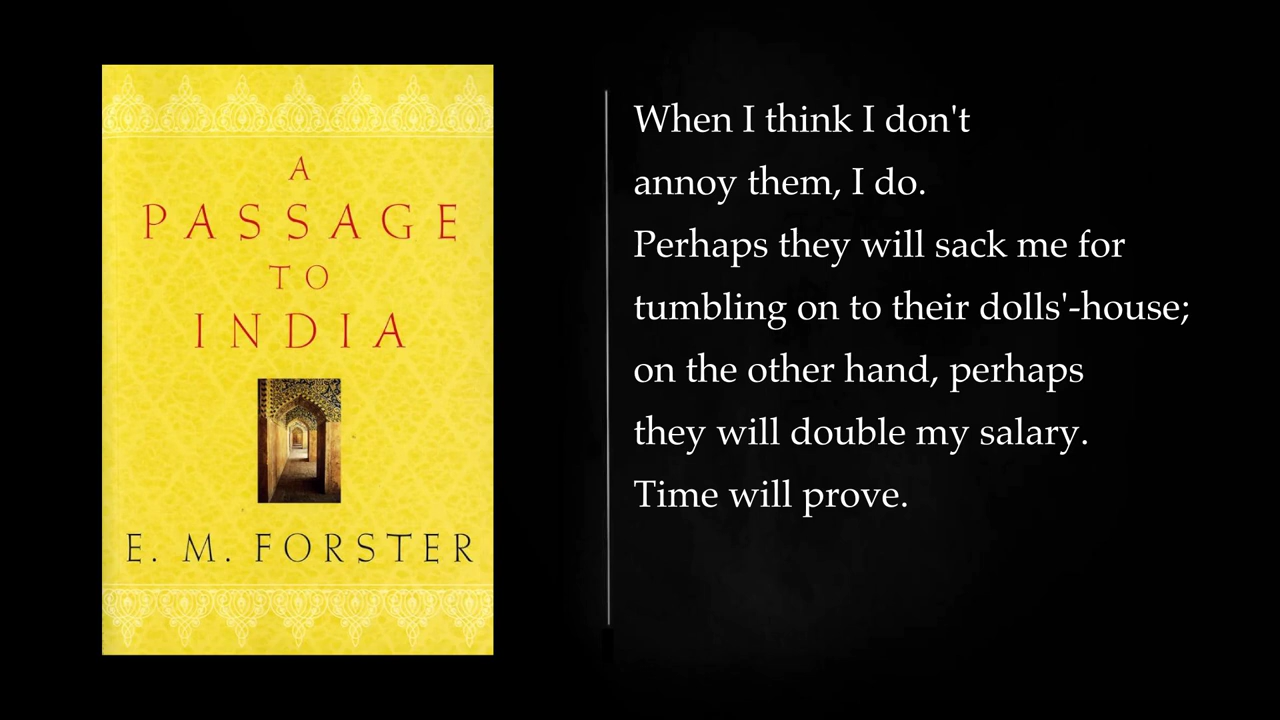 A
PASSAGE
TO
INDIA
E. M. FORSTER
When I think I don't
annoy them, I do.
Perhaps they will sack me for
tumbling on to their dolls'-house;
on the other hand, perhaps
they will double my salary.
Time will prove.